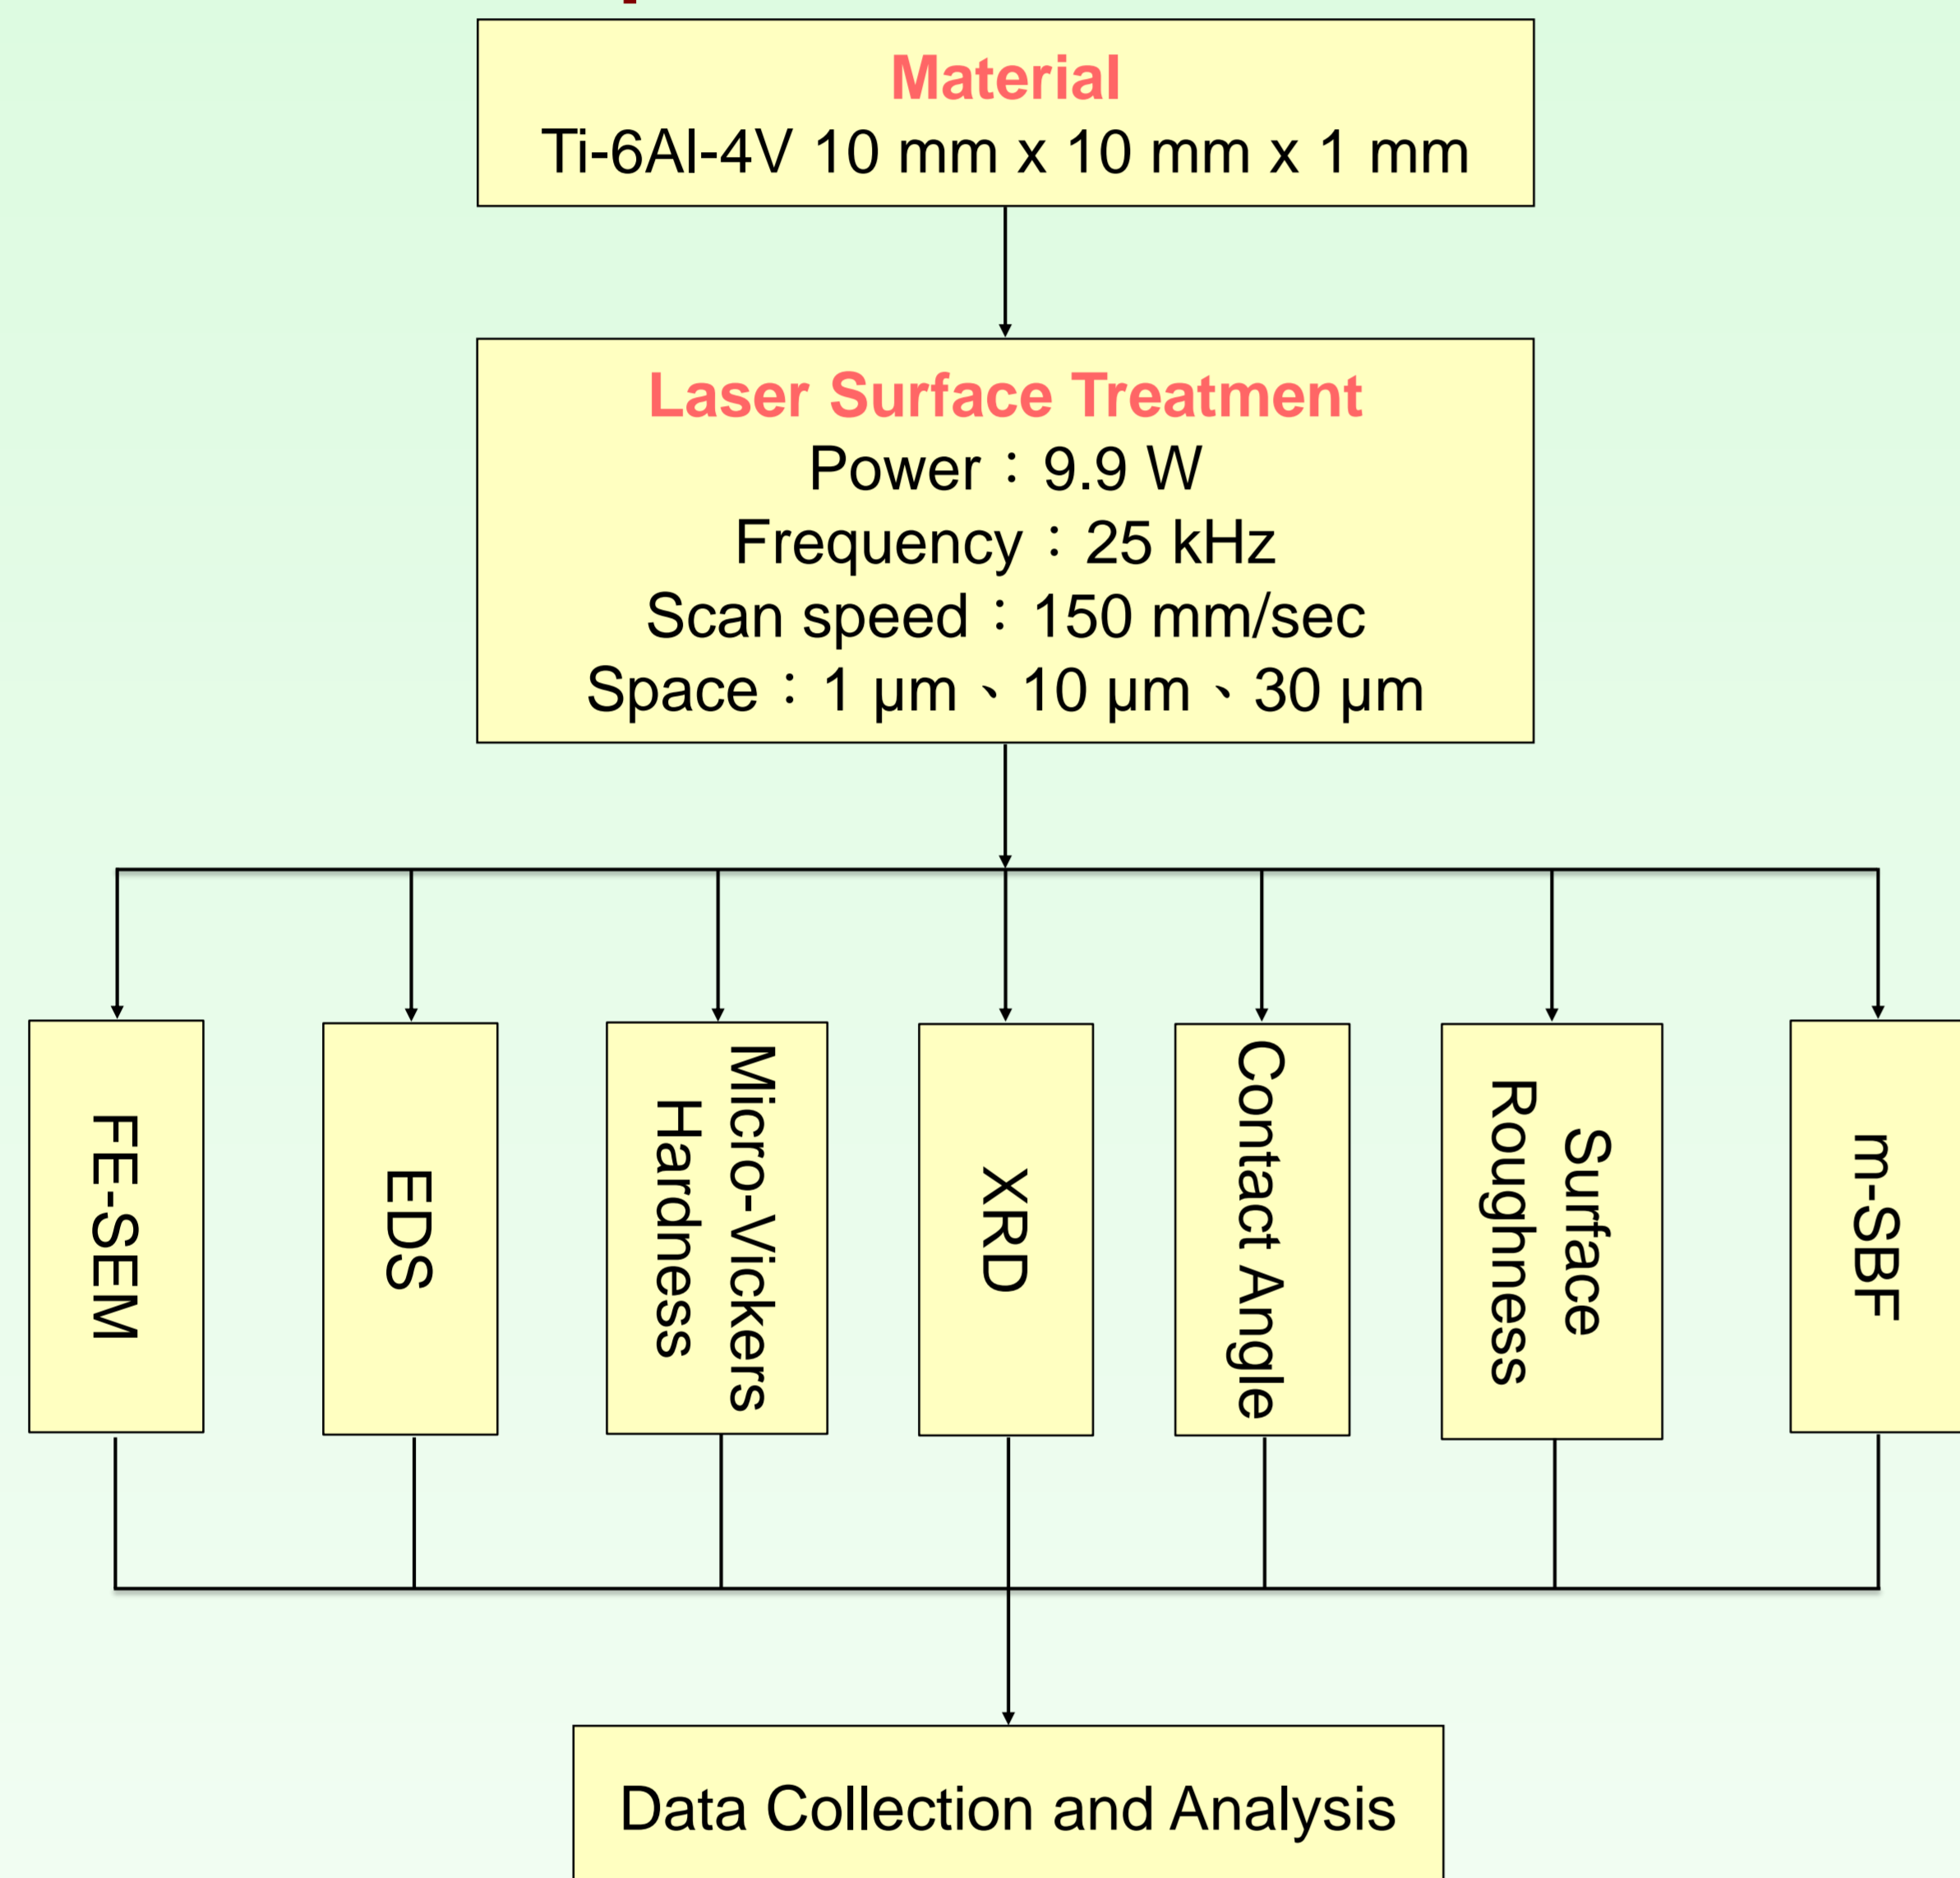 Material
Ti-6Al-4V 10 mm x 10 mm x 1 mm
Laser Surface Treatment
Power：9.9 W
Frequency：25 kHz
Scan speed：150 mm/sec
Space：1 μm、10 μm、30 μm
FE-SEM
EDS
Micro-Vickers
Hardness
XRD
Contact Angle
Surface
Roughness
m-SBF
Data Collection and Analysis